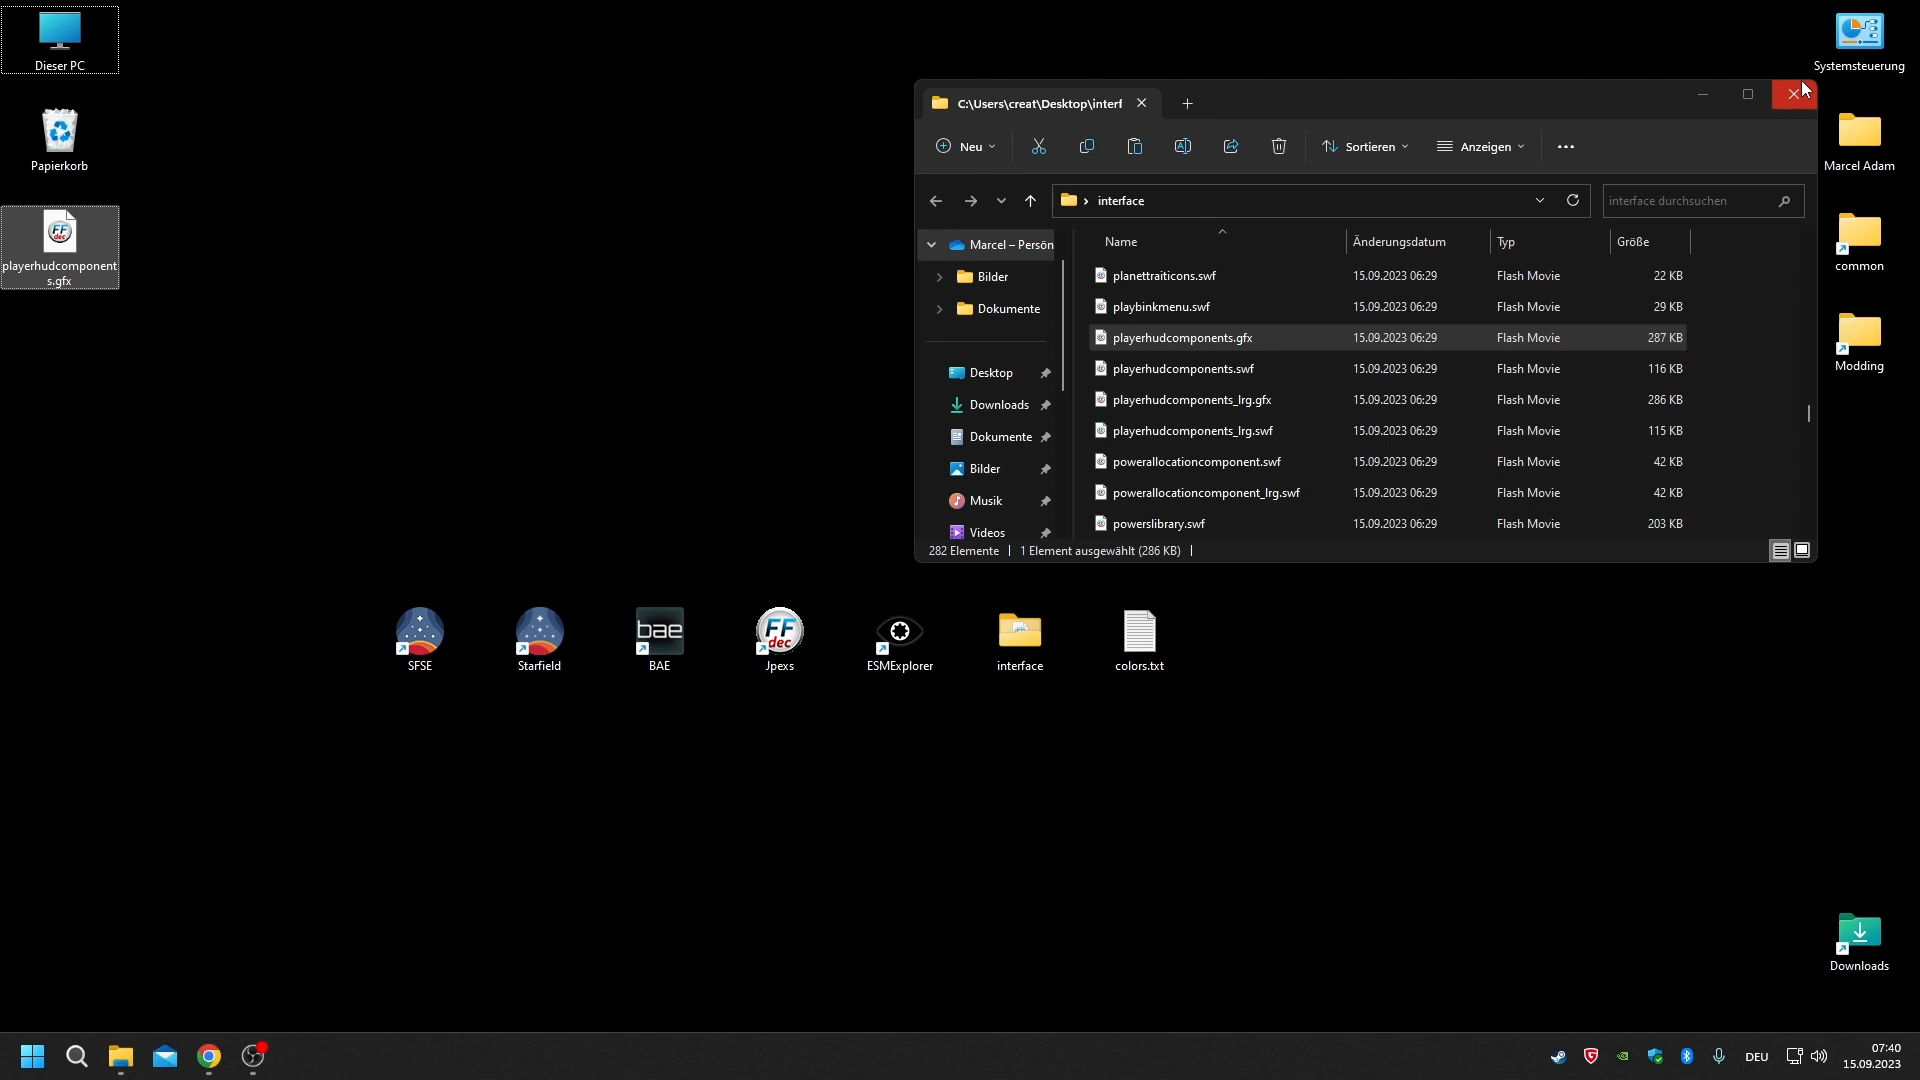 Dieser PC
Papierkorb
FF
dec
playerhudcomponent
s.gfx
C:\Users\creat\Desktop\interf
Neu
Sortieren
Anzeigen
interface
interface durchsuchen
Marcel – Persön
Bilder
Dokumente
Desktop
Downloads
Dokumente
Bilder
Musik
Videos
Name Änderungsdatum Typ Größe
planettraiticons.swf 15.09.2023 06:29 Flash Movie 22 KB
playbinkmenu.swf 15.09.2023 06:29 Flash Movie 29 KB
playerhudcomponents.gfx 15.09.2023 06:29 Flash Movie 287 KB
playerhudcomponents.swf 15.09.2023 06:29 Flash Movie 116 KB
playerhudcomponents_lrg.gfx 15.09.2023 06:29 Flash Movie 286 KB
playerhudcomponents_lrg.swf 15.09.2023 06:29 Flash Movie 115 KB
powerallocationcomponent.swf 15.09.2023 06:29 Flash Movie 42 KB
powerallocationcomponent_lrg.swf 15.09.2023 06:29 Flash Movie 42 KB
powerslibrary.swf 15.09.2023 06:29 Flash Movie 203 KB
282 Elemente 1 Element ausgewählt (286 KB)
Systemsteuerung
Marcel Adam
common
Modding
SFSE
Starfield
bae
BAE
FF
dec
Jpexs
ESMExplorer
interface
colors.txt
Downloads
DEU
07:40
15.09.2023